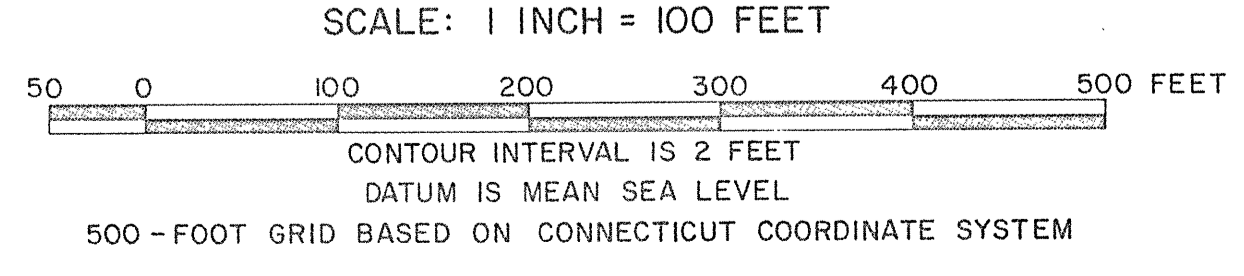 SCALE: 1 INCH = 100 FEET
50 0 100 200 300 400 500 FEET
CONTOUR INTERVAL IS 2 FEET
DATUM IS MEAN SEA LEVEL
500-FOOT GRID BASED ON CONNECTICUT COORDINATE SYSTEM